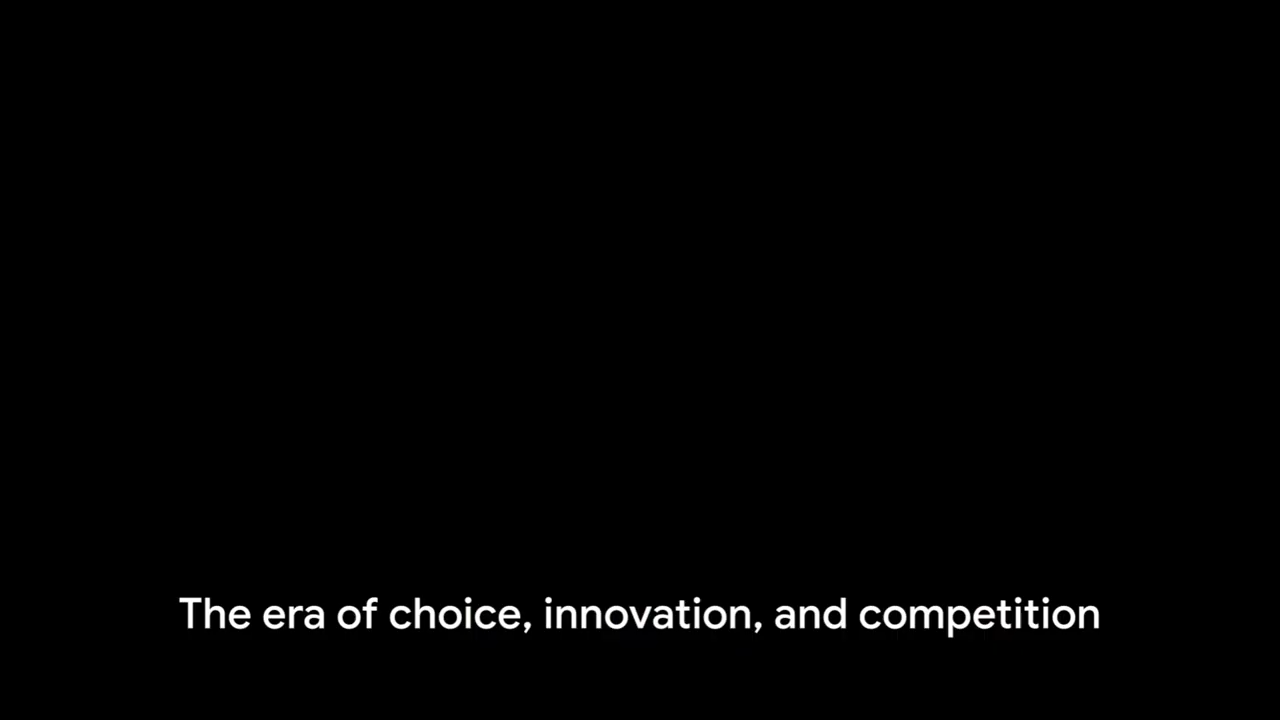 The era of choice, innovation, and competition